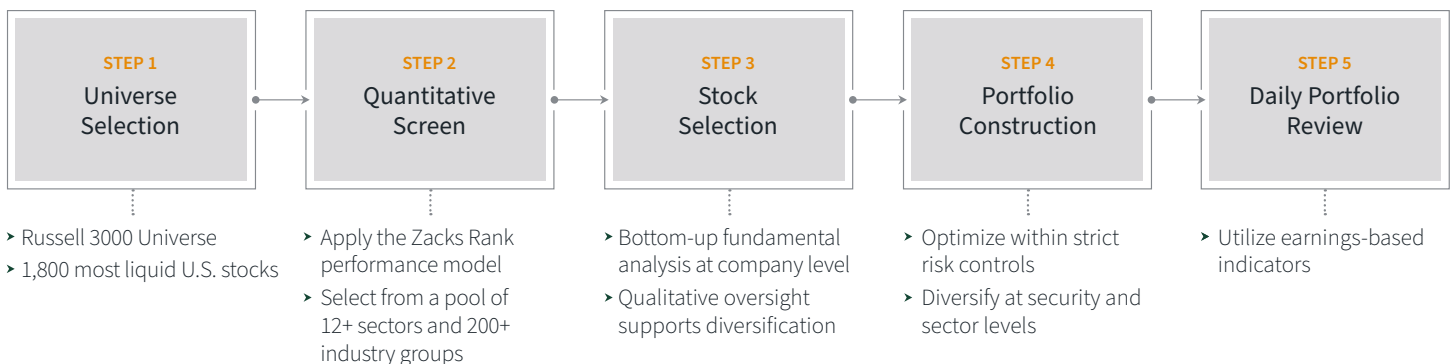 STEP 1
Universe
Selection
STEP 2
Quantitative
Screen
STEP 3
Stock
Selection
STEP 4
Portfolio
Construction
STEP 5
Daily Portfolio
Review
➤ Russell 3000 Universe
➤ 1,800 most liquid U.S. stocks
➤ Apply the Zacks Rank
performance model
➤ Select from a pool of
12+ sectors and 200+
industry groups
➤ Bottom-up fundamental
analysis at company level
➤ Qualitative oversight
supports diversification
➤ Optimize within strict
risk controls
➤ Diversify at security and
sector levels
➤ Utilize earnings-based
indicators